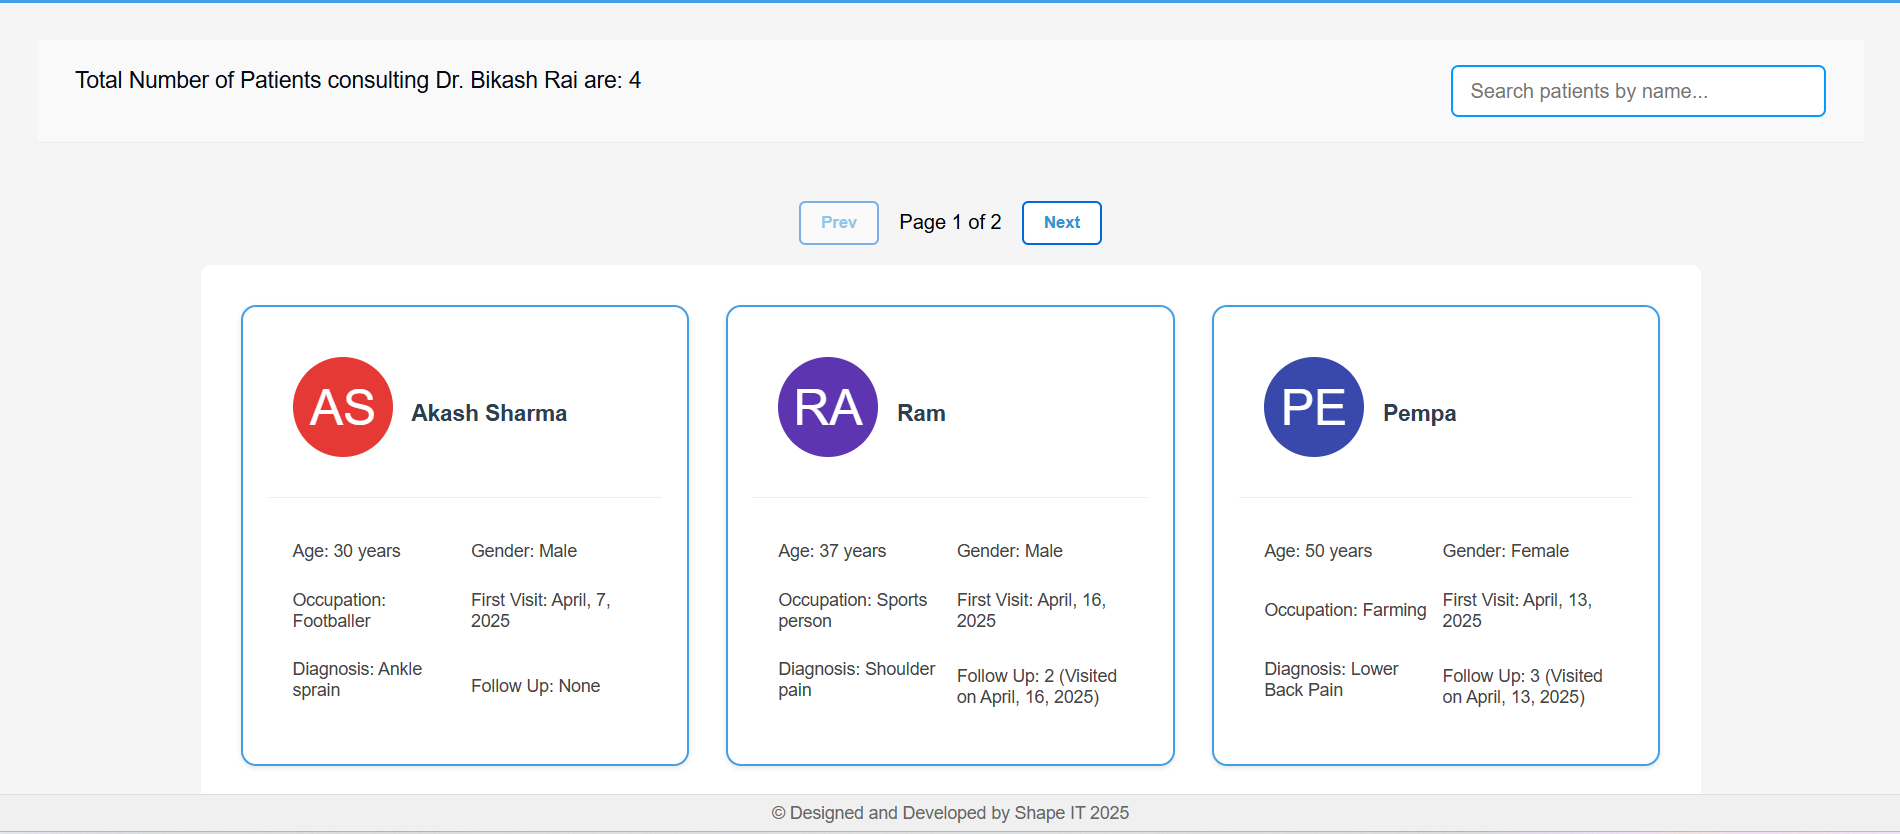 Total Number of Patients consulting Dr. Bikash Rai are: 4
Search patients by name...
Prev
Page 1 of 2
Next
AS
Akash Sharma
Age: 30 years
Gender: Male
Occupation:
Footballer
First Visit: April, 7,
2025
Diagnosis: Ankle
sprain
Follow Up: None
RA
Ram
Age: 37 years
Gender: Male
Occupation: Sports
person
First Visit: April, 16,
2025
Diagnosis: Shoulder
pain
Follow Up: 2 (Visited
on April, 16, 2025)
PE
Pempa
Age: 50 years
Gender: Female
Occupation: Farming
First Visit: April, 13,
2025
Diagnosis: Lower
Back Pain
Follow Up: 3 (Visited
on April, 13, 2025)
© Designed and Developed by Shape IT 2025